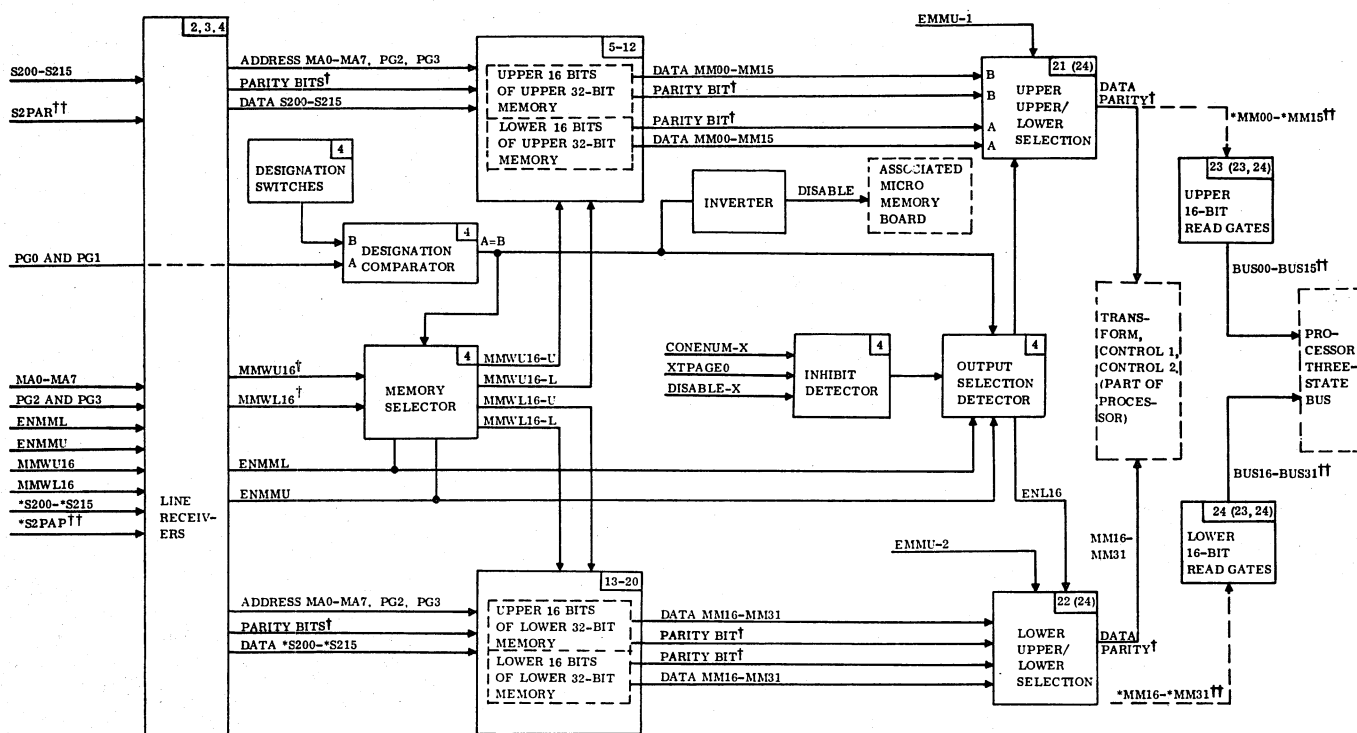 2, 3, 4
S200-S215
S2PAR††
PG0 AND PG1
MA0-MA7
PG2 AND PG3
ENMML
ENMMU
MMWU16
MMWL16
*S200-*S215
*S2PAP††
LINE
RECEIV-
ERS
ADDRESS MA0-MA7, PG2, PG3
PARITY BITS†
DATA S200-S215
4
DESIGNATION
SWITCHES
4
B
A
DESIGNATION
COMPARATOR
A=B
5-12
UPPER 16 BITS
OF UPPER 32-BIT
MEMORY
LOWER 16 BITS
OF UPPER 32-BIT
MEMORY
DATA MM00-MM15
PARITY BIT†
PARITY BIT†
DATA MM00-MM15
INVERTER
DISABLE
ASSOCIATED
MICRO
MEMORY
BOARD
EMMU-1
21 (24)
B
B
A
A
UPPER
UPPER/
LOWER
SELECTION
DATA
PARITY†
*MM00-*MM15††
23 (23, 24)
UPPER
16-BIT
READ GATES
BUS00-BUS15††
MMWU16†
MMWL16†
4
MEMORY
SELECTOR
MMWU16-U
MMWU16-L
MMWL16-U
MMWL16-L
ENMML
ENMMU
CONENUM-X
XTPAGE0
DISABLE-X
4
INHIBIT
DETECTOR
4
OUTPUT
SELECTION
DETECTOR
ENL16
TRANS-
FORM,
CONTROL 1,
CONTROL 2,
(PART OF
PROCES-
SOR)
PRO-
CESSOR
THREE-
STATE
BUS
BUS16-BUS31††
24 (23, 24)
LOWER
16-BIT
READ GATES
MM16-
MM31
ADDRESS MA0-MA7, PG2, PG3
PARITY BITS†
DATA *S200-*S215
13-20
UPPER 16 BITS
OF LOWER 32-BIT
MEMORY
LOWER 16 BITS
OF LOWER 32-BIT
MEMORY
DATA MM16-MM31
PARITY BIT†
PARITY BIT†
DATA MM16-MM31
EMMU-2
22 (24)
LOWER
UPPER/
LOWER
SELECTION
DATA
PARITY†
*MM16-*MM31††